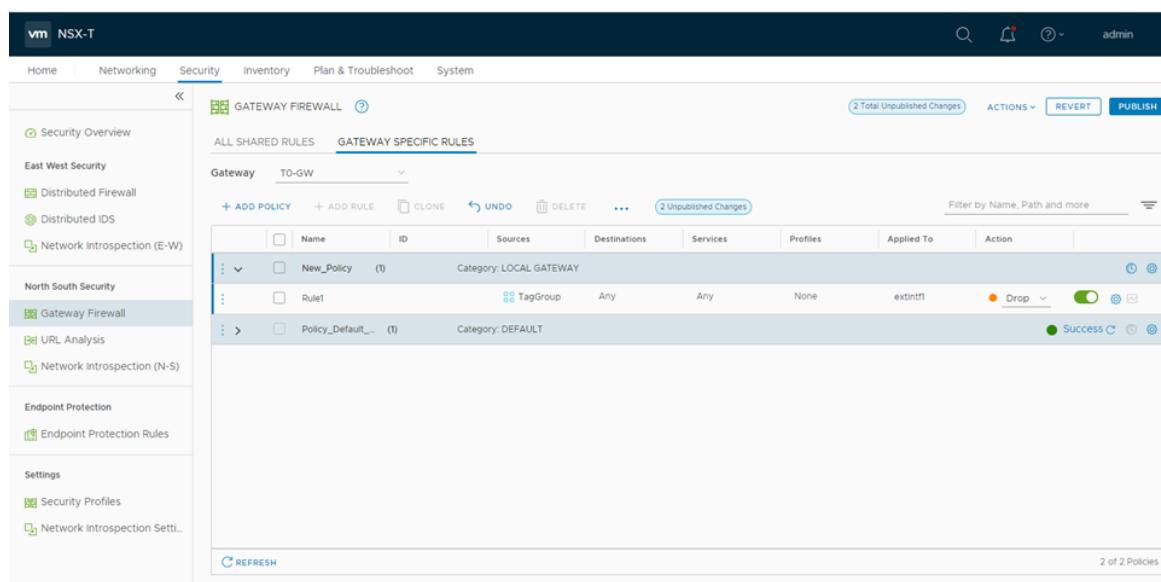 vm NSX-T admin
Home Networking Security Inventory Plan & Troubleshoot System
GATEWAY FIREWALL 2 Total Unpublished Changes ACTIONS REVERT PUBLISH
Security Overview
ALL SHARED RULES GATEWAY SPECIFIC RULES
East West Security
Gateway T0-GW
Distributed Firewall
+ ADD POLICY + ADD RULE CLONE UNDO DELETE ... 2 Unpublished Changes Filter by Name, Path and more
Distributed IDS
Network Introspection (E-W)
Name ID Sources Destinations Services Profiles Applied To Action
New_Policy (1) Category: LOCAL GATEWAY
North South Security
Rule1 TagGroup Any Any None extintf1 Drop
Gateway Firewall
Policy_Default_... (1) Category: DEFAULT Success
URL Analysis
Network Introspection (N-S)
Endpoint Protection
Endpoint Protection Rules
Settings
Security Profiles
Network Introspection Setti...
REFRESH 2 of 2 Policies